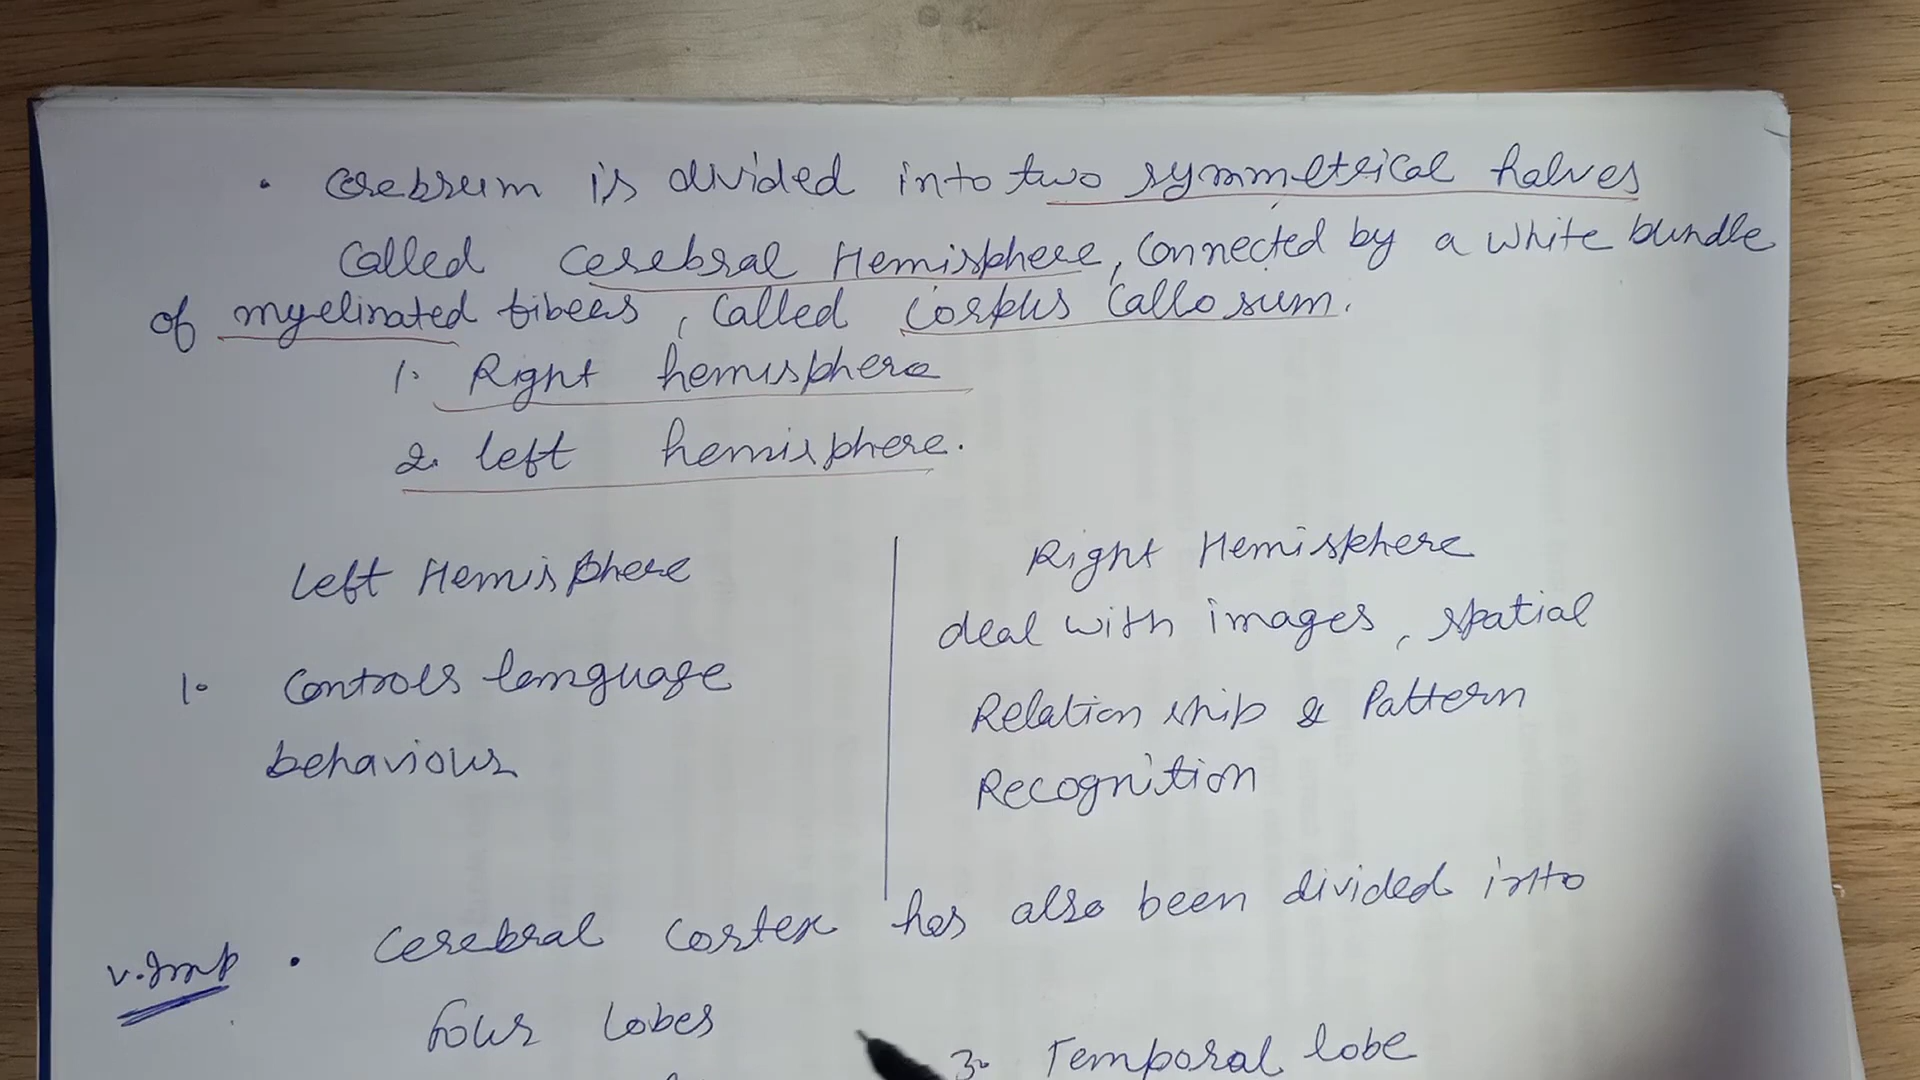 • Cerebrum is divided into two symmetrical halves
called cerebral Hemisphere, connected by a white bundle
of myelinated fibers, called Corpus Callosum.
1. Right hemisphere
2. left hemisphere.
Left Hemisphere
1. Controls language
behaviour
Right Hemisphere
deal with images, spatial
Relation ship & Pattern
Recognition
v.Imp • Cerebral cortex has also been divided into
four lobes
3. Temporal lobe